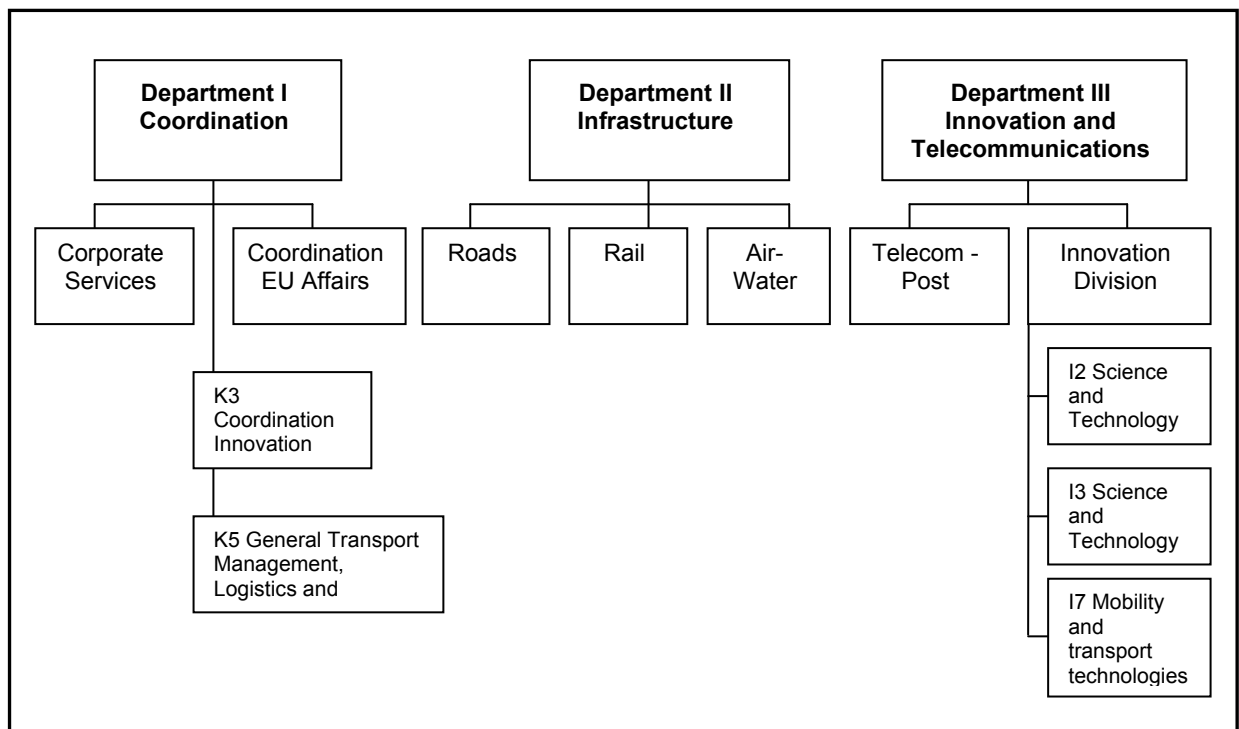 Department I
Coordination
Department II
Infrastructure
Department III
Innovation and
Telecommunications
Corporate
Services
Coordination
EU Affairs
Roads
Rail
Air-
Water
Telecom -
Post
Innovation
Division
K3
Coordination
Innovation
K5 General Transport
Management,
Logistics and
I2 Science
and
Technology
I3 Science
and
Technology
I7 Mobility
and
transport
technologies